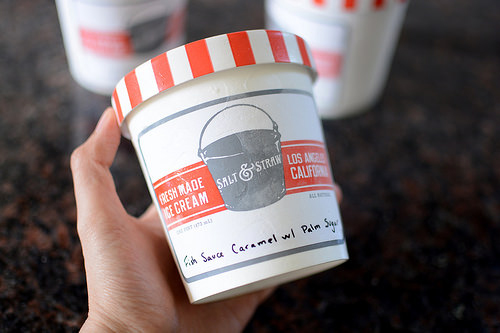 SALT & STRAW
FRESH MADE
ICE CREAM
LOS ANGELES
CALIFORNIA
Fish Sauce Caramel w/ Palm Sugar